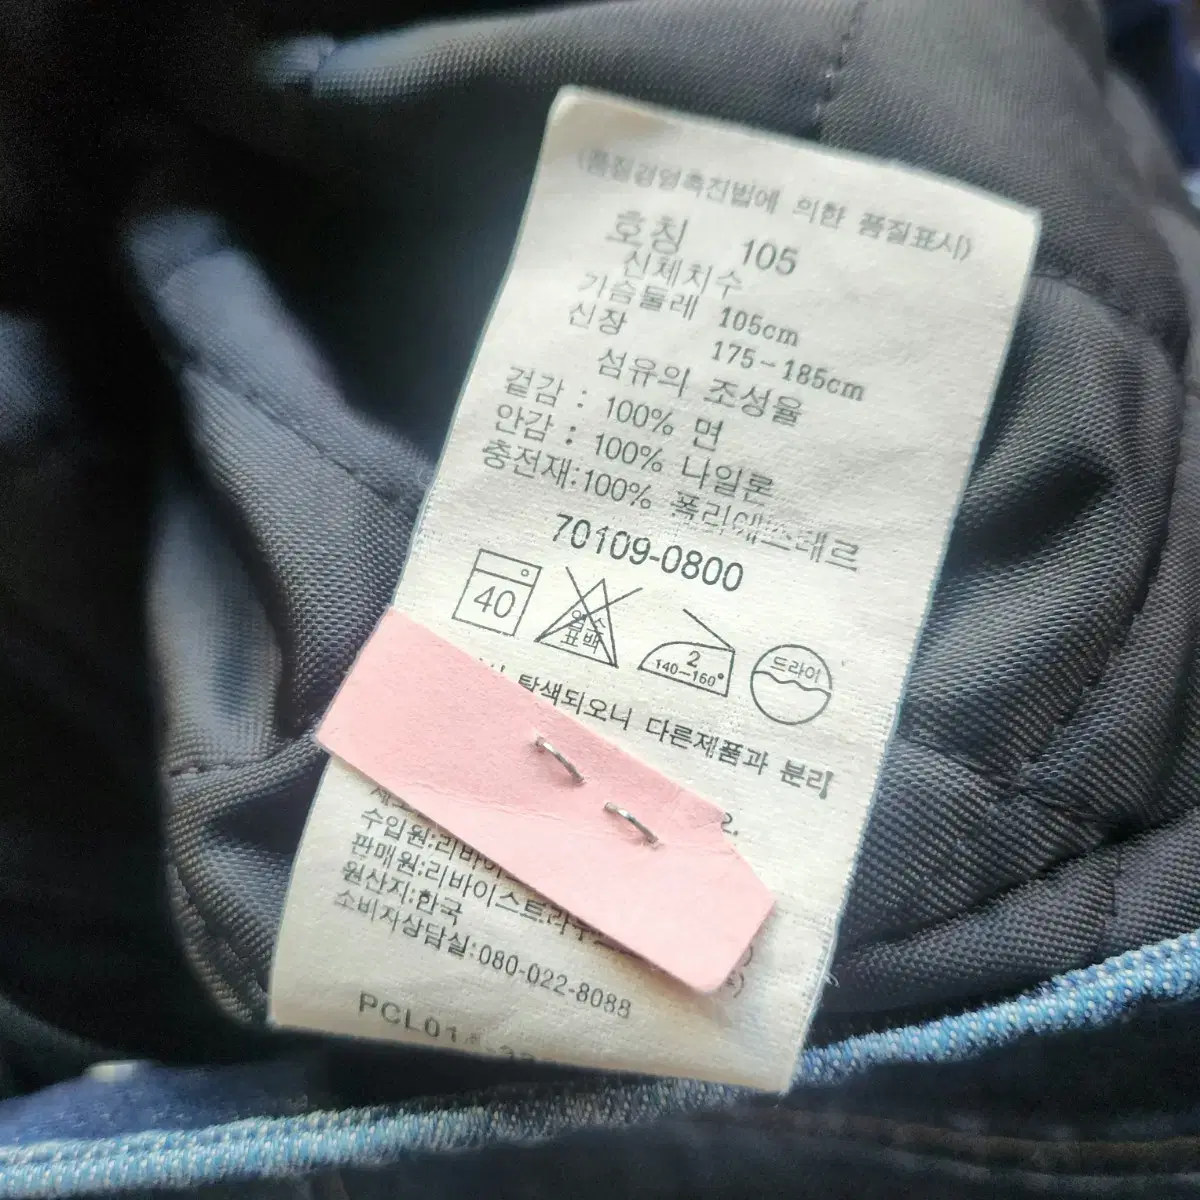 (품질경영촉진법에 의한 품질표시)
호칭 105
신체치수
가슴둘레 105cm
신장 175-185cm
섬유의 조성율
겉감 : 100% 면
안감 : 100% 나일론
충전재:100% 폴리에스테르
70109-0800
40
염소
표백
2
140-160°
드라이
탈색되오니 다른제품과 분리
수입원:리바이
판매원:리바이스트라우스
원산지:한국
소비자상담실:080-022-8088
PCL01